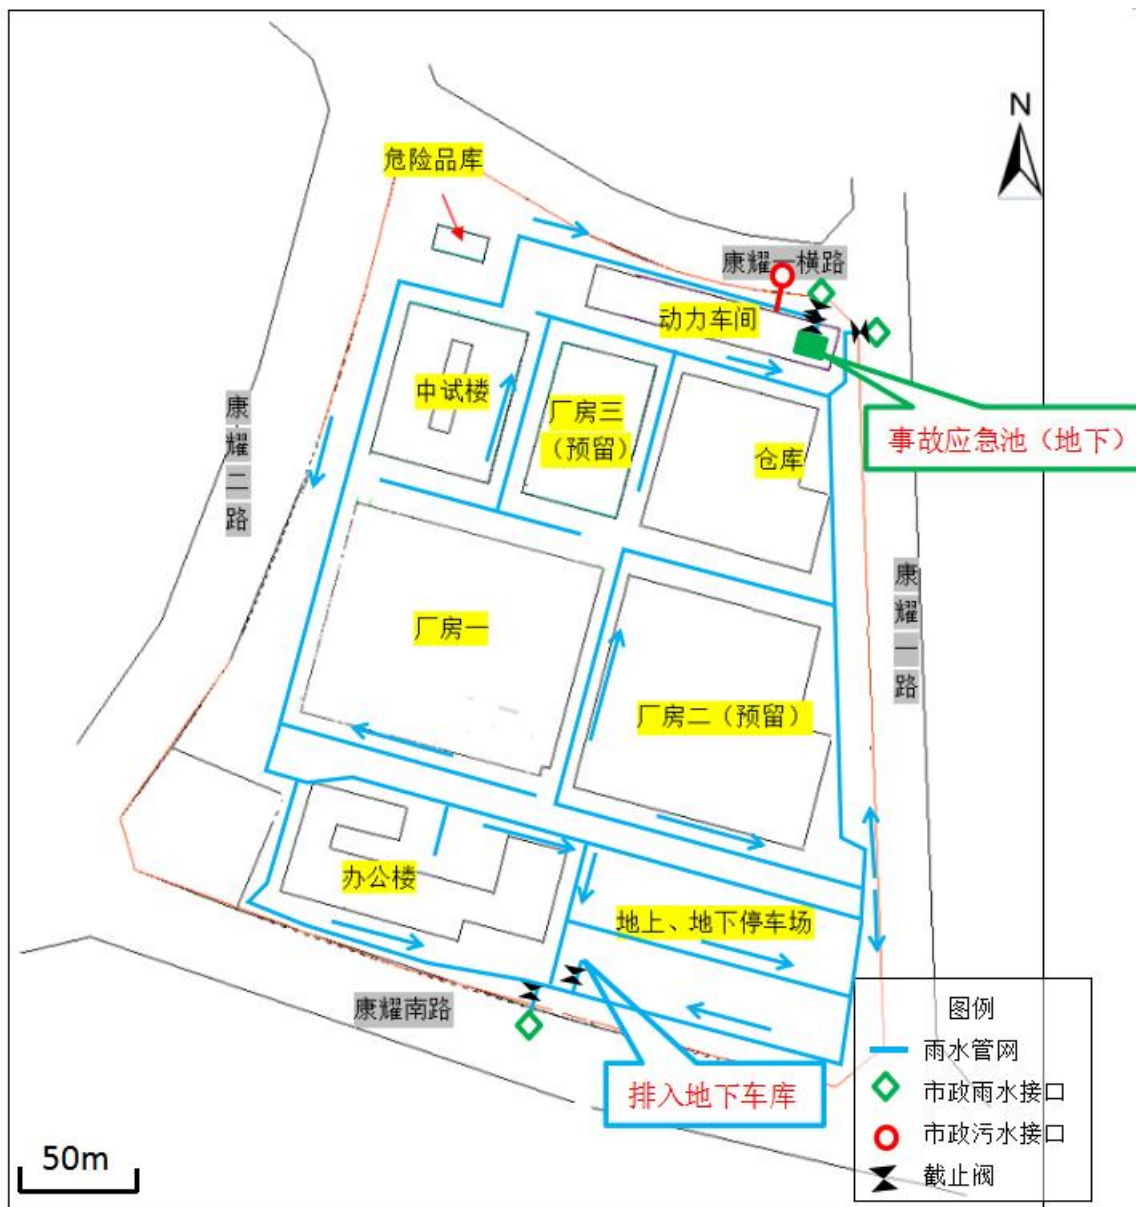 N
危险品库
康耀一横路
动力车间
中试楼
厂房三
（预留）
仓库
事故应急池（地下）
康耀二路
康耀一路
厂房一
厂房二（预留）
办公楼
地上、地下停车场
康耀南路
排入地下车库
图例
雨水管网
市政雨水接口
市政污水接口
截止阀
50m